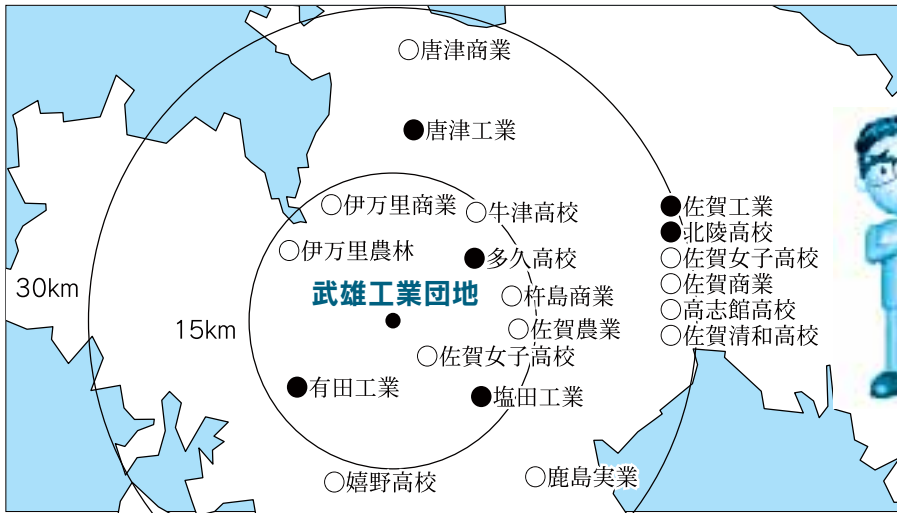 ○唐津商業
●唐津工業
○伊万里商業
○牛津高校
●佐賀工業
●北陵高校
○伊万里農林
●多久高校
○佐賀女子高校
30km
武雄工業団地
○杵島商業
○佐賀商業
○高志館高校
15km
●
○佐賀農業
○佐賀清和高校
○佐賀女子高校
●有田工業
●塩田工業
○嬉野高校
○鹿島実業